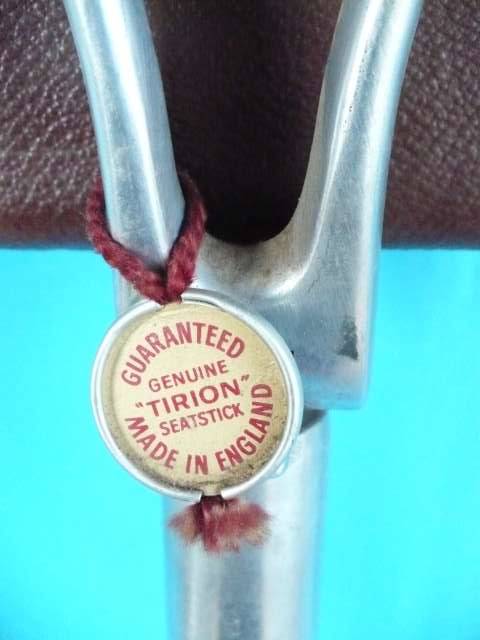 GUARANTEED
GENUINE
"TIRION"
SEATSTICK
MADE IN ENGLAND